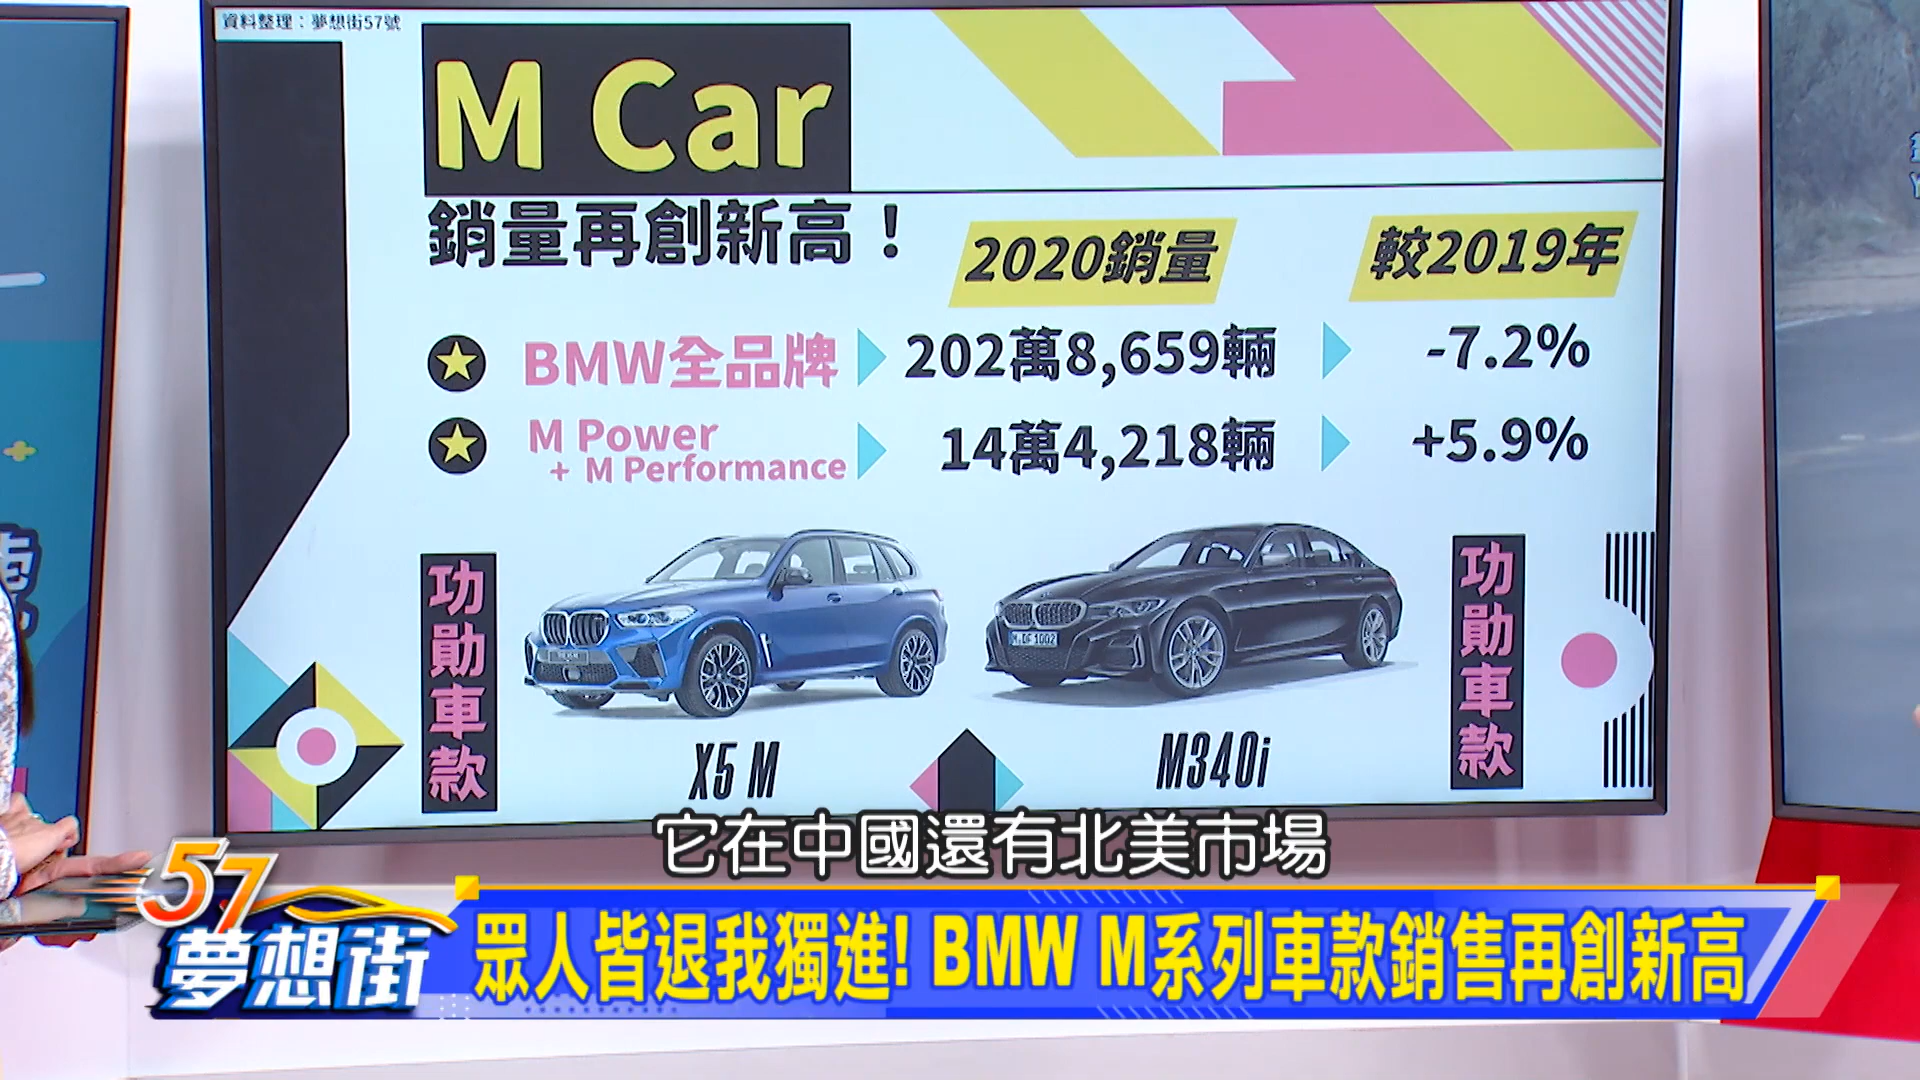 資料整理：夢想街57號
M Car
銷量再創新高！
2020銷量
較2019年
BMW全品牌
202萬8,659輛
-7.2%
M Power
+ M Performance
14萬4,218輛
+5.9%
功勛車款
X5 M
M340i
功勛車款
它在中國還有北美市場
57
夢想街
眾人皆退我獨進! BMW M系列車款銷售再創新高